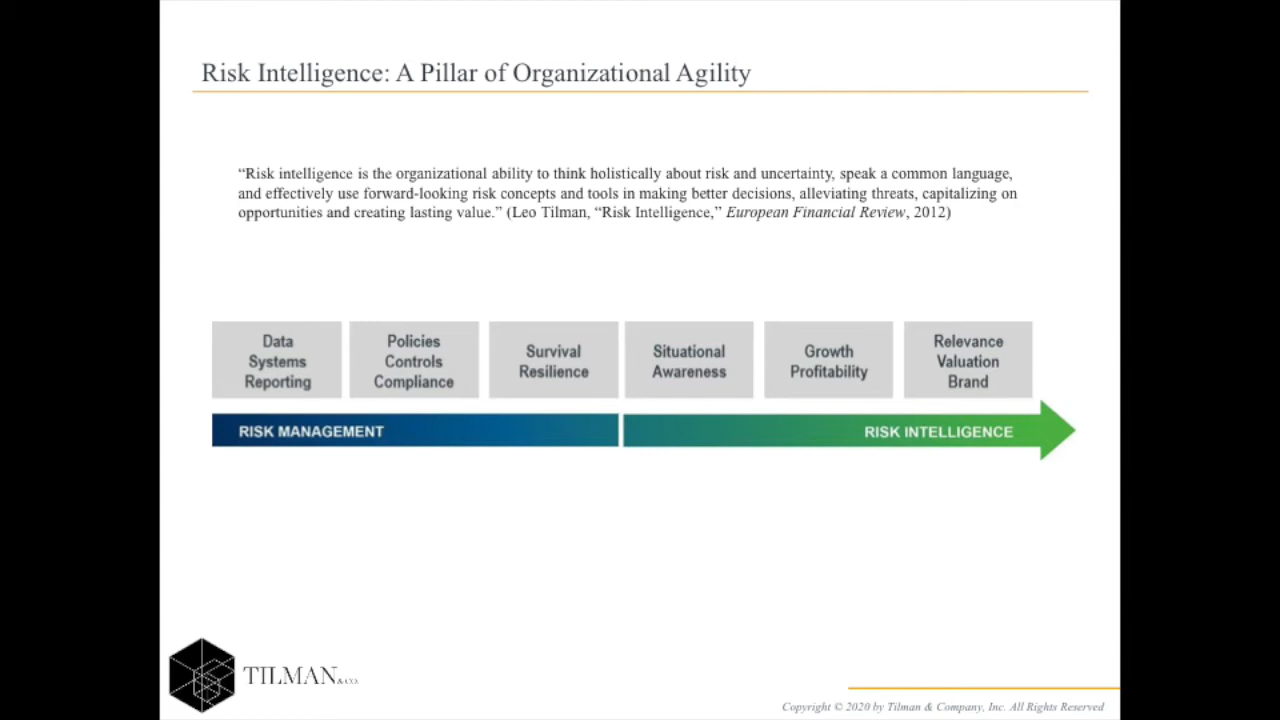 Risk Intelligence: A Pillar of Organizational Agility
“Risk intelligence is the organizational ability to think holistically about risk and uncertainty, speak a common language,
and effectively use forward-looking risk concepts and tools in making better decisions, alleviating threats, capitalizing on
opportunities and creating lasting value.” (Leo Tilman, “Risk Intelligence,” European Financial Review, 2012)
Data
Systems
Reporting
Policies
Controls
Compliance
Survival
Resilience
Situational
Awareness
Growth
Profitability
Relevance
Valuation
Brand
RISK MANAGEMENT
RISK INTELLIGENCE
TILMAN & CO.
Copyright © 2020 by Tilman & Company, Inc. All Rights Reserved